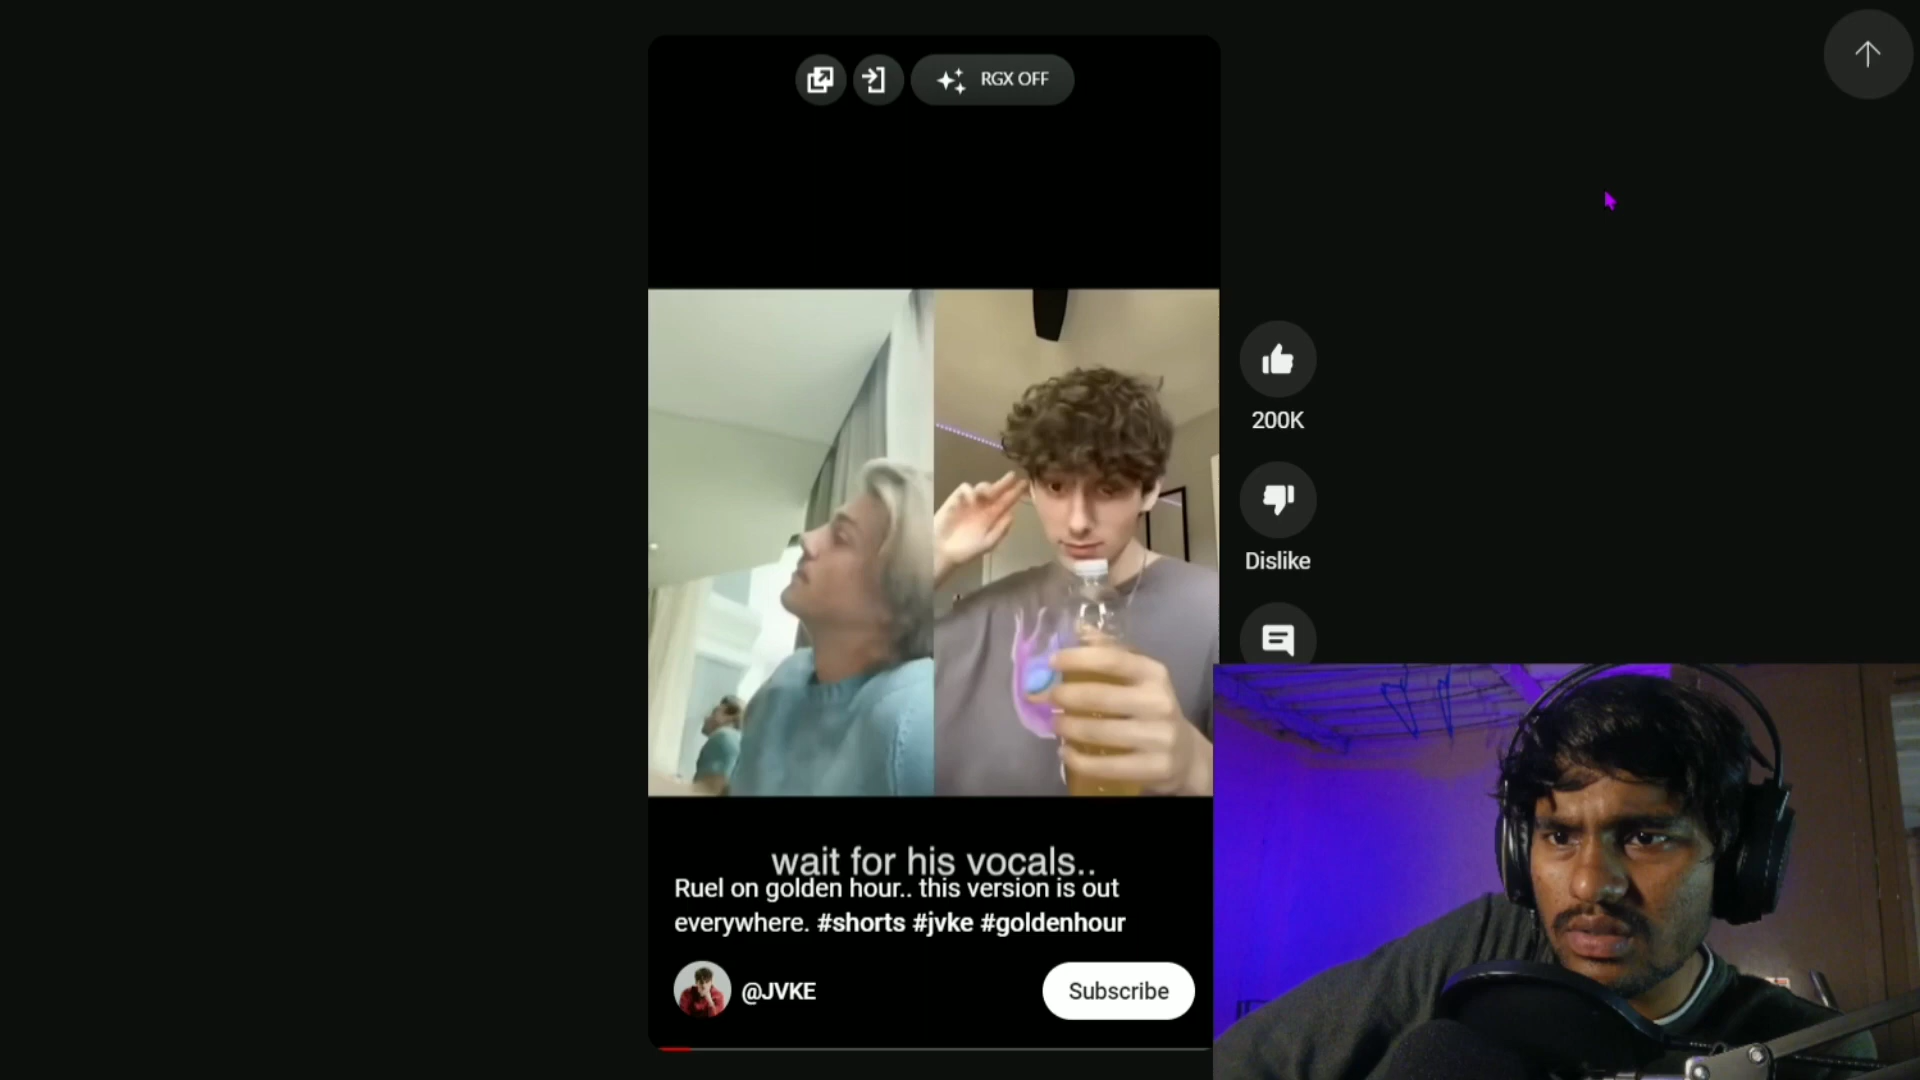 RGX OFF
200K
Dislike
wait for his vocals..
Ruel on golden hour.. this version is out
everywhere. #shorts #jvke #goldenhour
@JVKE
Subscribe